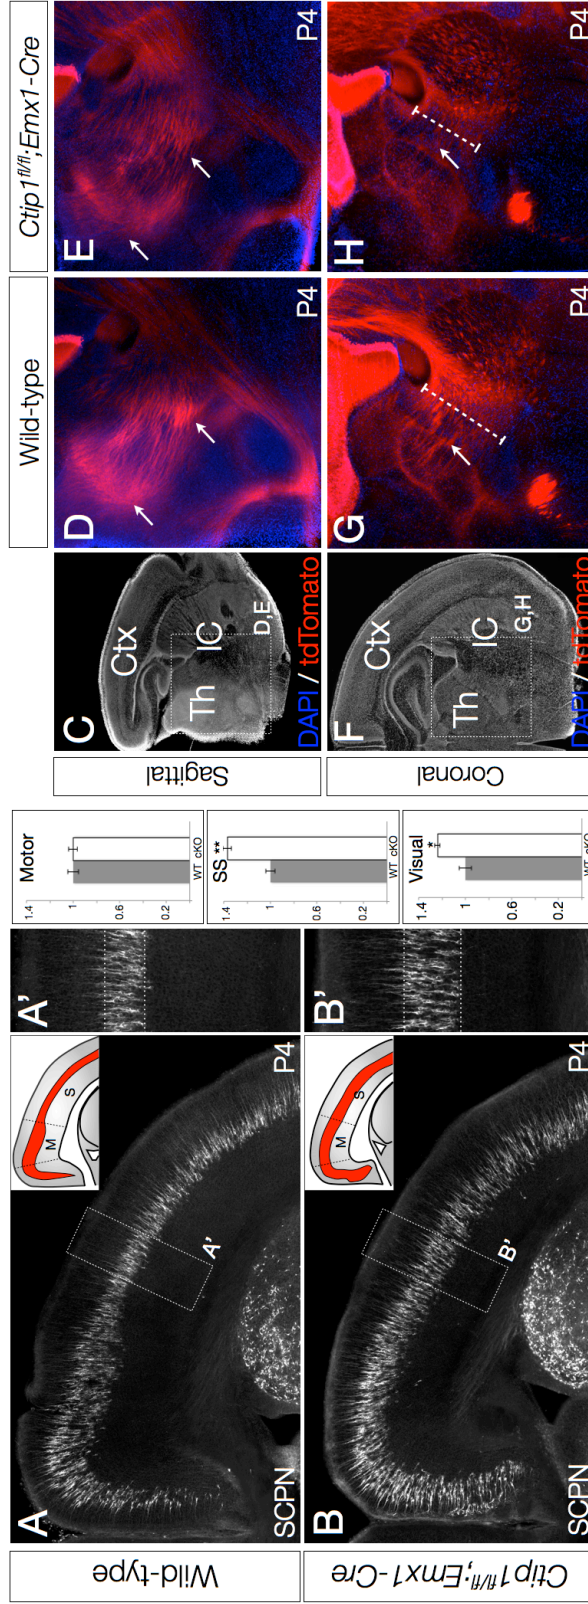 Wild-type
A
SCPN
P4
A'
M
S
A'
Ctip1fl/fl;Emx1-Cre
B
SCPN
P4
B'
M
S
B'
Motor
1.4
1
0.6
0.2
WT cKO
SS **
1.4
1
0.6
0.2
WT cKO
Visual *
1.4
1
0.6
0.2
WT cKO
Wild-type
Ctip1fl/fl;Emx1-Cre
Sagittal
C
Ctx
Th
IC
D,E
DAPI / tdTomato
D
P4
E
P4
Coronal
F
Ctx
Th
IC
G,H
DAPI / tdTomato
G
P4
H
P4